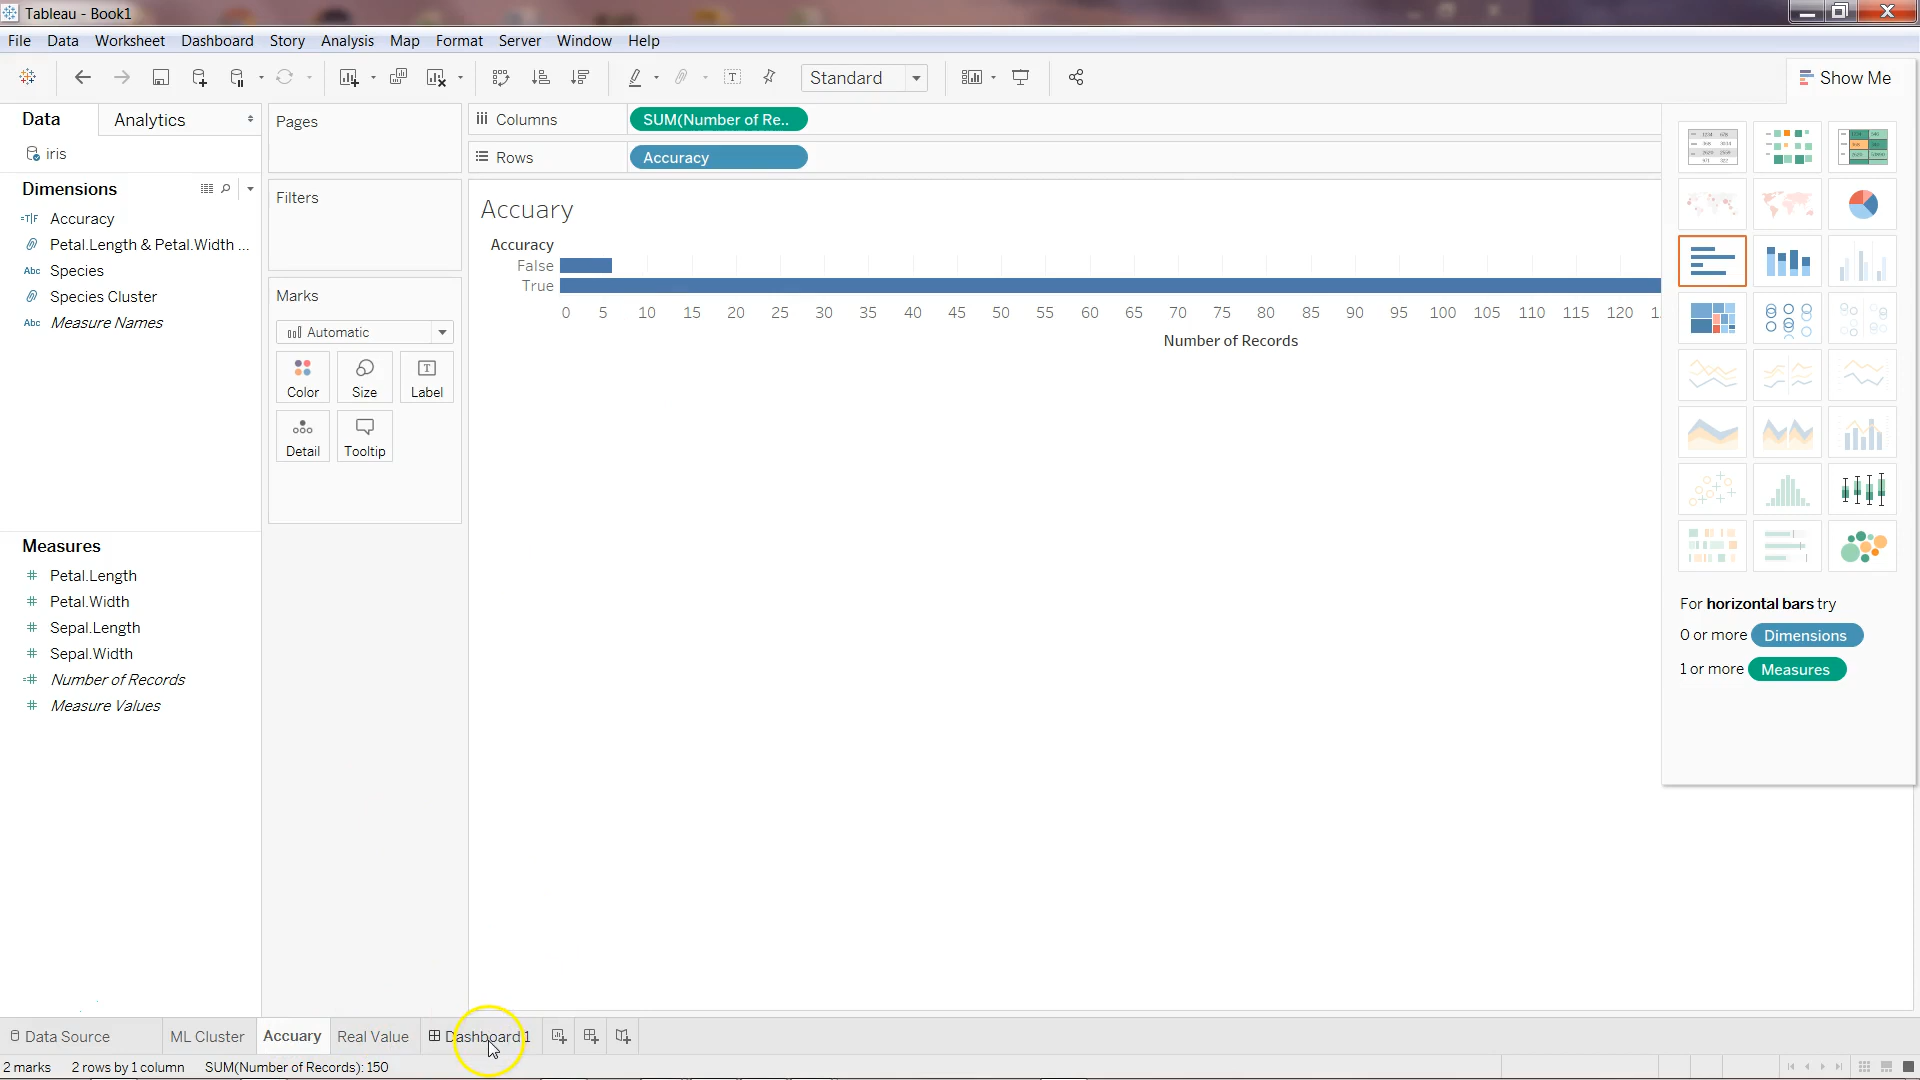 Tableau - Book1
File Data Worksheet Dashboard Story Analysis Map Format Server Window Help
Standard
Show Me
Data Analytics
iris
Dimensions
Accuracy
Petal.Length & Petal.Width ...
Species
Species Cluster
Measure Names
Measures
Petal.Length
Petal.Width
Sepal.Length
Sepal.Width
Number of Records
Measure Values
Pages
Filters
Marks
Automatic
Color Size Label
Detail Tooltip
Columns SUM(Number of Re..
Rows Accuracy
Accuary
Accuracy
False
True
0 5 10 15 20 25 30 35 40 45 50 55 60 65 70 75 80 85 90 95 100 105 110 115 120
Number of Records
For horizontal bars try
0 or more Dimensions
1 or more Measures
Data Source ML Cluster Accuary Real Value Dashboard 1
2 marks 2 rows by 1 column SUM(Number of Records): 150